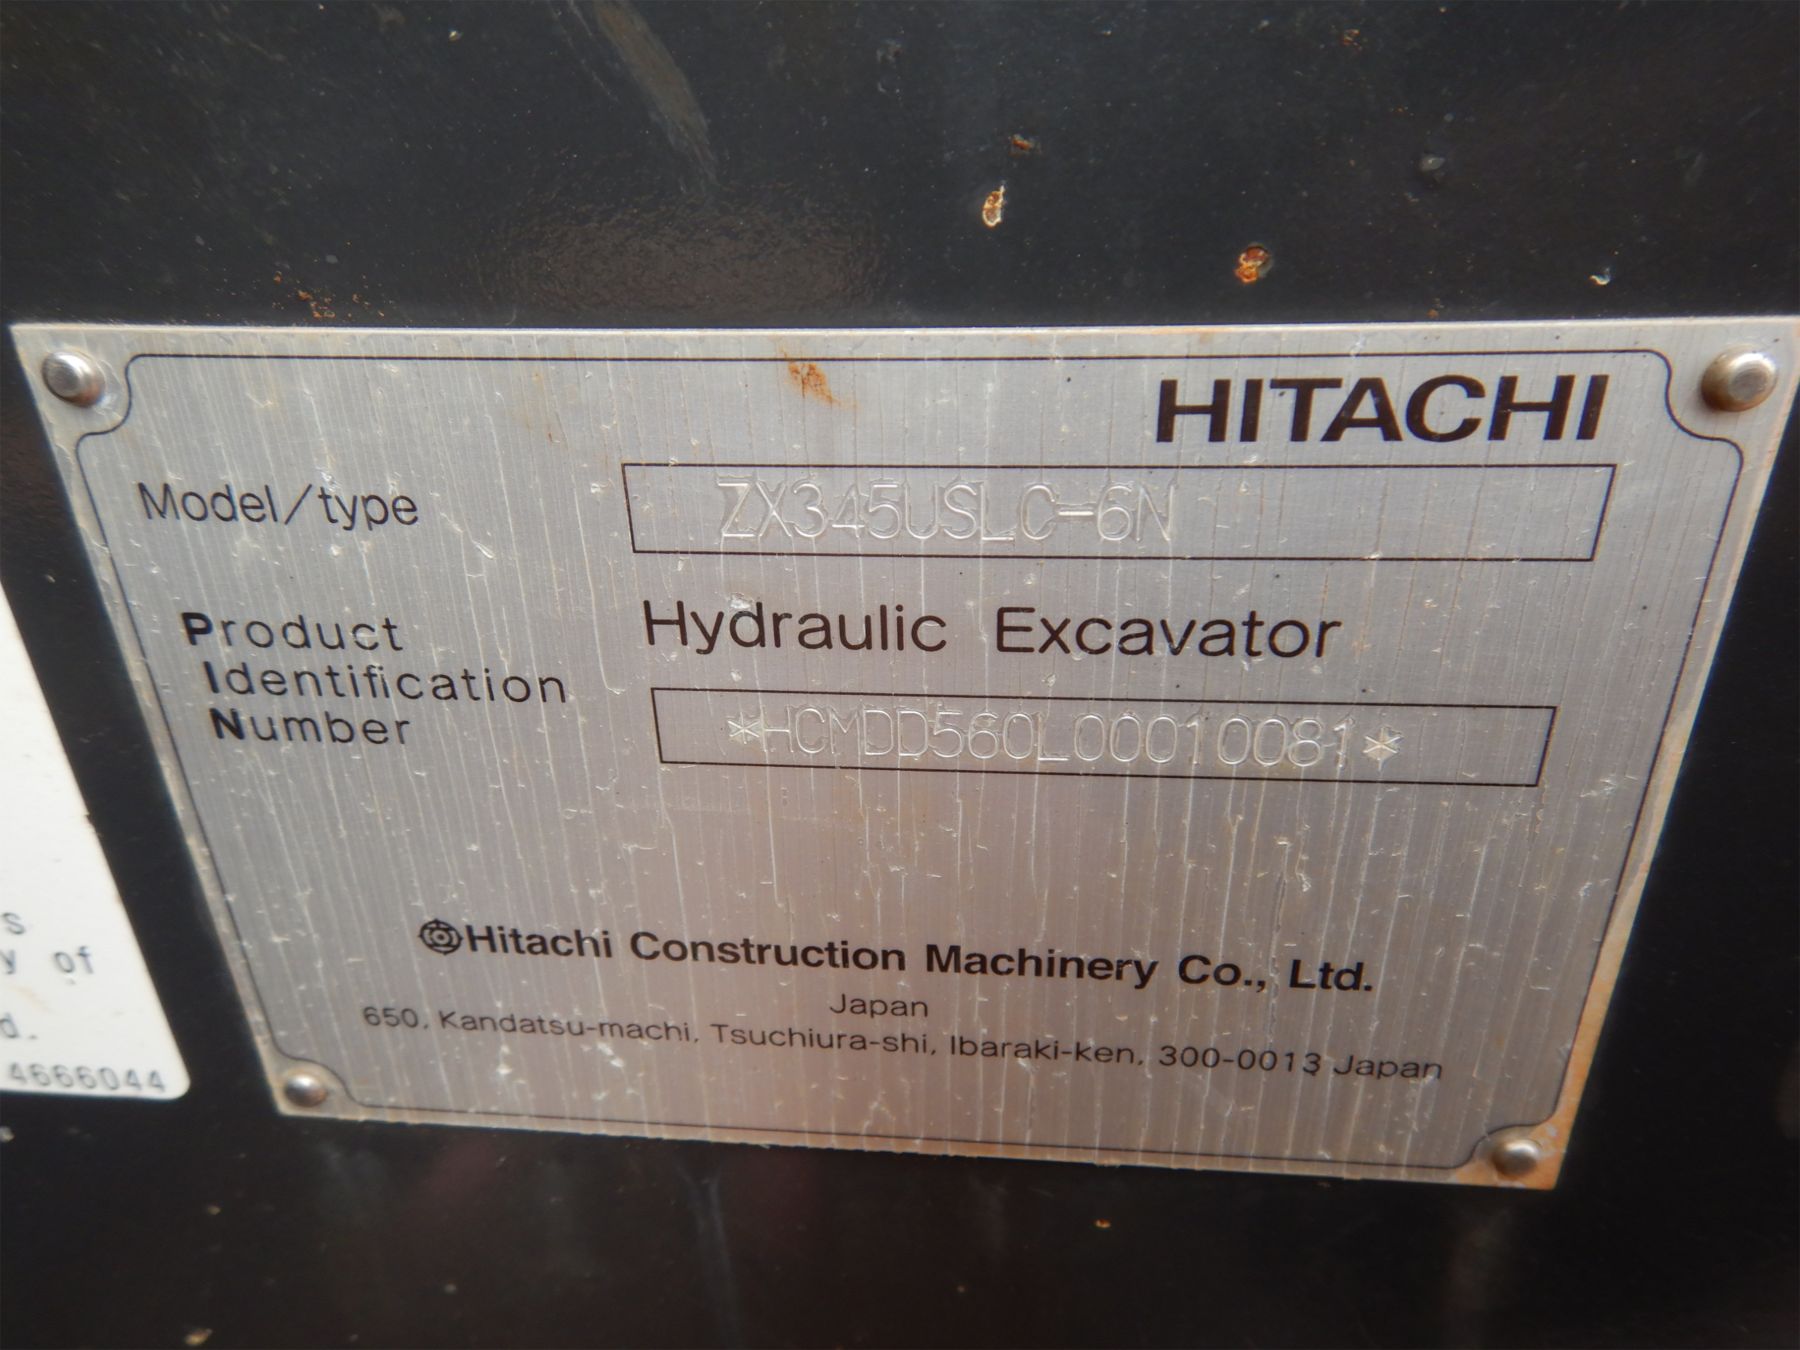 HITACHI
Model/type ZX345USLC-6N
Hydraulic Excavator
Product
Identification
Number
*HCMDD560L00010081*
Hitachi Construction Machinery Co., Ltd.
Japan
650, Kandatsu-machi, Tsuchiura-shi, Ibaraki-ken, 300-0013 Japan
s
y of
d.
4666044